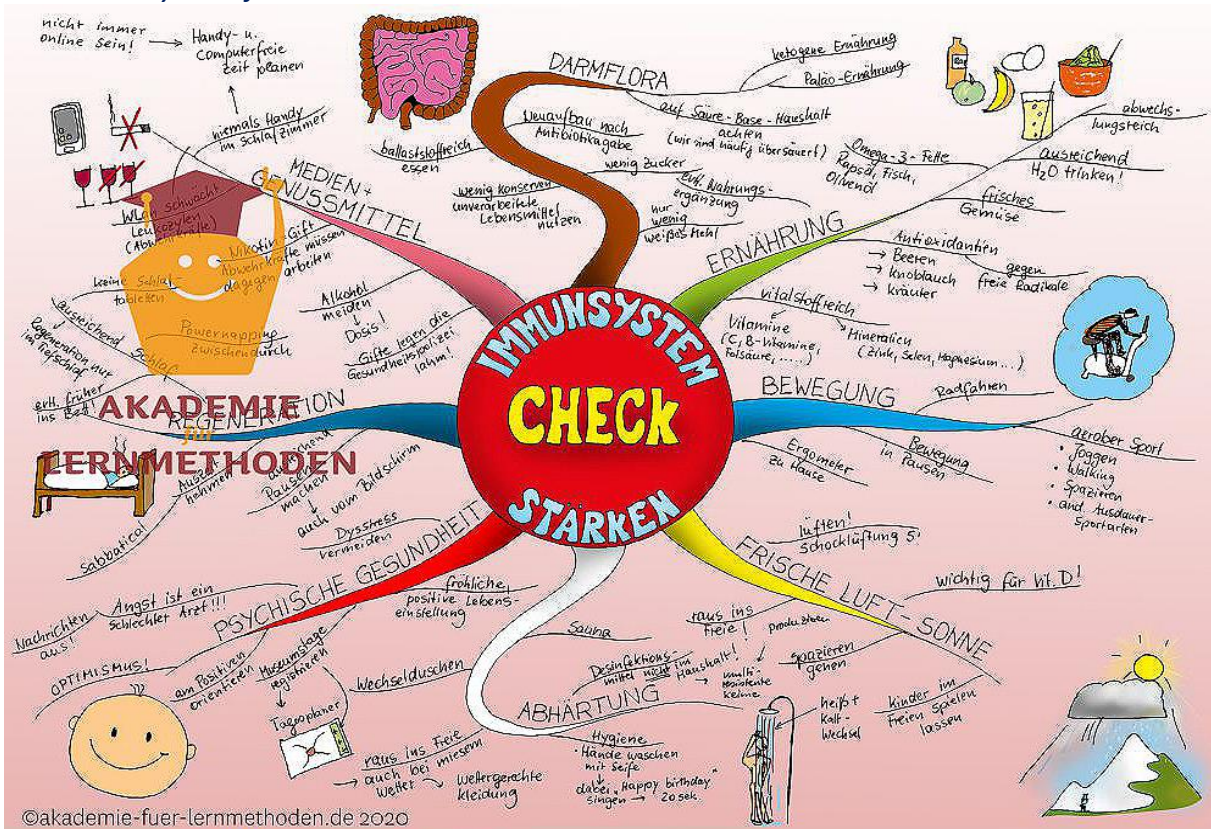 nicht immer
online sein!
Handy- u.
Computerfreie
Zeit planen
niemals Handy
im Schlafzimmer
MEDIEN +
GENUSSMITTEL
WLan schwächt
Leukozyten
(Abwehrkräfte)
Nikotin-Gift
Abwehrkräfte müssen
dagegen
arbeiten
Alkohol
meiden
Dosis!
Gifte legen die
Gesundheitspolizei
lahm!
DARMFLORA
ketogene Ernährung
Paläo-Ernährung
auf Säure-Base-Haushalt
achten
(wir sind häufig übersäuert)
Neuaufbau nach
Antibiotikagabe
ballaststoffreich
essen
wenig Zucker
wenig Konserven
unverarbeitete
Lebensmittel
nutzen
evtl. Nahrungs-
ergänzung
nur
wenig
weißes Mehl
ERNÄHRUNG
abwechs-
lungsreich
ausreichend
H2O trinken!
frisches
Gemüse
Omega-3-Fette
Rapsöl, Fisch,
Olivenöl
Antioxidantien
→ Beeren
→ Knoblauch
→ Kräuter
gegen
freie Radikale
vitalstoffreich
Vitamine
(C, B-Vitamine,
Folsäure, .....)
Mineralien
(Zink, Selen, Magnesium...)
IMMUNSYSTEM
CHECK
STÄRKEN
BEWEGUNG
Radfahren
aerober Sport
• Joggen
• Walking
• Spazieren
• and. Ausdauer-
Sportarten
Bewegung
in Pausen
Ergometer
zu Hause
FRISCHE LUFT - SONNE
lüften!
Schocklüftung 5'
wichtig für Vit. D!
raus ins
Freie!
spazieren
gehen
Kinder im
Freien spielen
lassen
ABHÄRTUNG
Sauna
Desinfektions-
mittel nicht im
Haushalt!
produzieren
multi
resistente
Keime
heiß
Kalt-
Wechsel
Wechselduschen
Hygiene
• Hände waschen
mit Seife
dabei „Happy birthday"
singen → 20 sek.
raus ins Freie
→ auch bei miesem
Wetter
Wettergerechte
Kleidung
PSYCHISCHE GESUNDHEIT
fröhliche,
positive Lebens-
einstellung
Dysstress
vermeiden
Angst ist ein
schlechter Arzt!!!
Nachrichten
aus!
OPTIMISMUS!
am Positiven
orientieren
Museumstage
registrieren
Tagesplaner
REGENERATION
keine Schlaf-
tabletten
ausreichend
Schlaf
Regeneration nur
im Tiefschlaf
Powernapping
zwischendurch
evtl. früher
ins Bett!
Auszeit
nehmen
Sabbatical
ausreichend
Pausen
machen
auch vom Bildschirm
AKADEMIE
für
LERNMETHODEN
©akademie-fuer-lernmethoden.de 2020